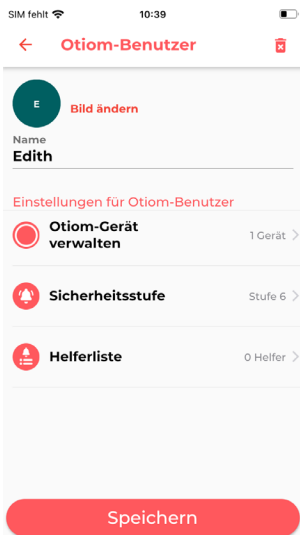 SIM fehlt 10:39
Otiom-Benutzer
E
Bild ändern
Name
Edith
Einstellungen für Otiom-Benutzer
Otiom-Gerät
verwalten
1 Gerät
Sicherheitsstufe
Stufe 6
Helferliste
0 Helfer
Speichern